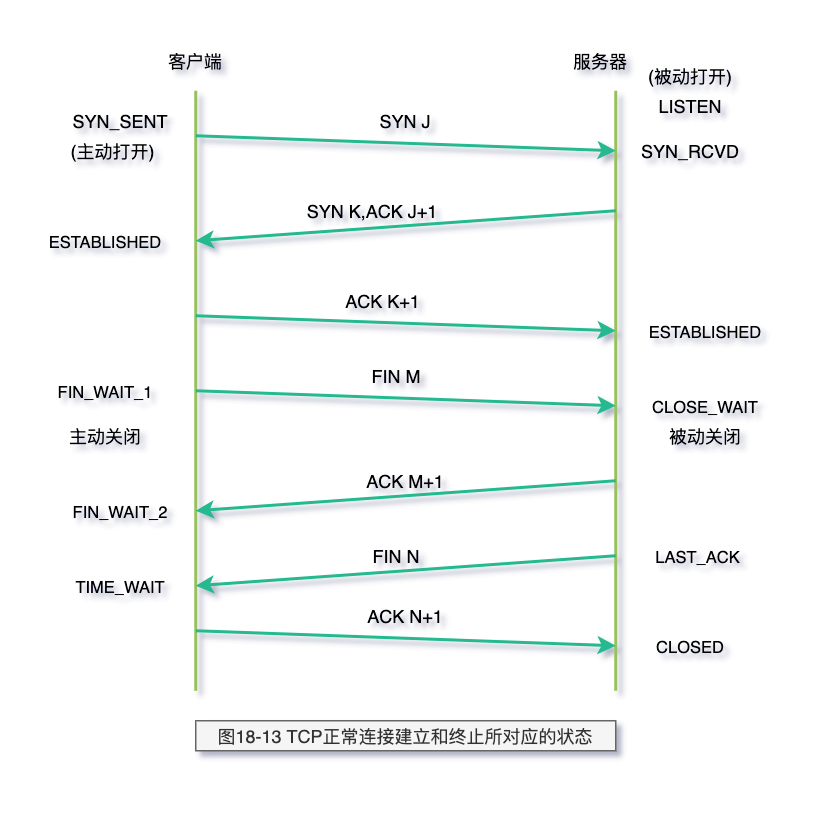 客户端
服务器
(被动打开)
LISTEN
SYN_SENT
SYN J
(主动打开)
SYN_RCVD
SYN K,ACK J+1
ESTABLISHED
ACK K+1
ESTABLISHED
FIN M
FIN_WAIT_1
CLOSE_WAIT
主动关闭
被动关闭
ACK M+1
FIN_WAIT_2
FIN N
LAST_ACK
TIME_WAIT
ACK N+1
CLOSED
图18-13 TCP正常连接建立和终止所对应的状态